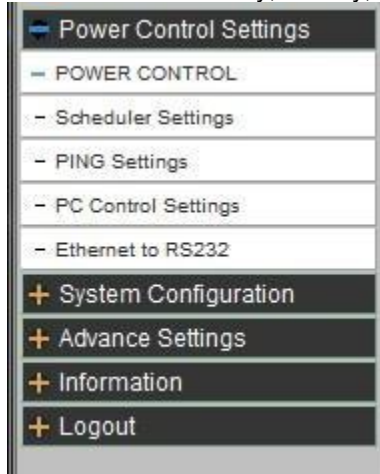 Power Control Settings
POWER CONTROL
Scheduler Settings
PING Settings
PC Control Settings
Ethernet to RS232
System Configuration
Advance Settings
Information
Logout